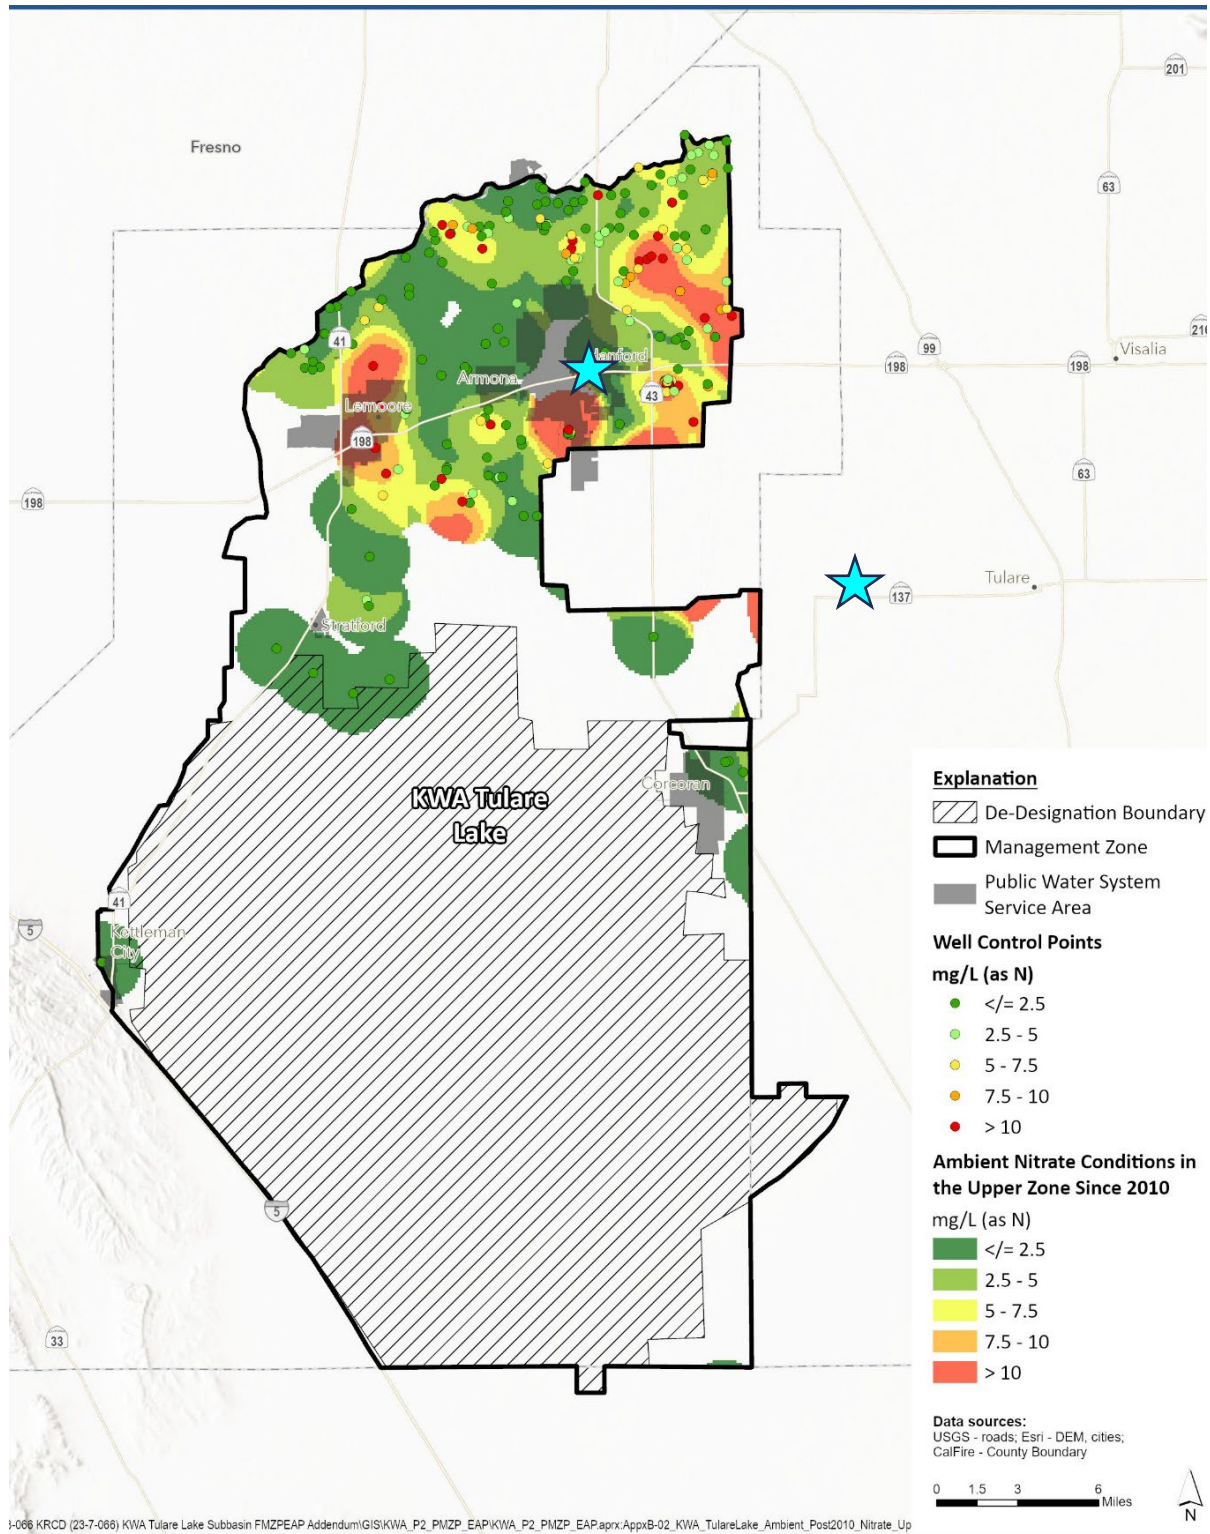 201
Fresno
63
216
41
99
Visalia
Hanford
198
198
Armona
43
Lemoore
198
63
198
137
Tulare
Stratford
Corcoran
KWA Tulare
Lake
41
5
Kettleman
City
5
33
Explanation
De-Designation Boundary
Management Zone
Public Water System
Service Area
Well Control Points
mg/L (as N)
</= 2.5
2.5 - 5
5 - 7.5
7.5 - 10
> 10
Ambient Nitrate Conditions in
the Upper Zone Since 2010
mg/L (as N)
</= 2.5
2.5 - 5
5 - 7.5
7.5 - 10
> 10
Data sources:
USGS - roads; Esri - DEM, cities;
CalFire - County Boundary
0 1.5 3 6
Miles
N
3-066 KRCD (23-7-066) KWA Tulare Lake Subbasin FMZPEAP Addendum\GIS\KWA_P2_PMZP_EAP\KWA_P2_PMZP_EAP.aprx:AppxB-02_KWA_TulareLake_Ambient_Post2010_Nitrate_Up